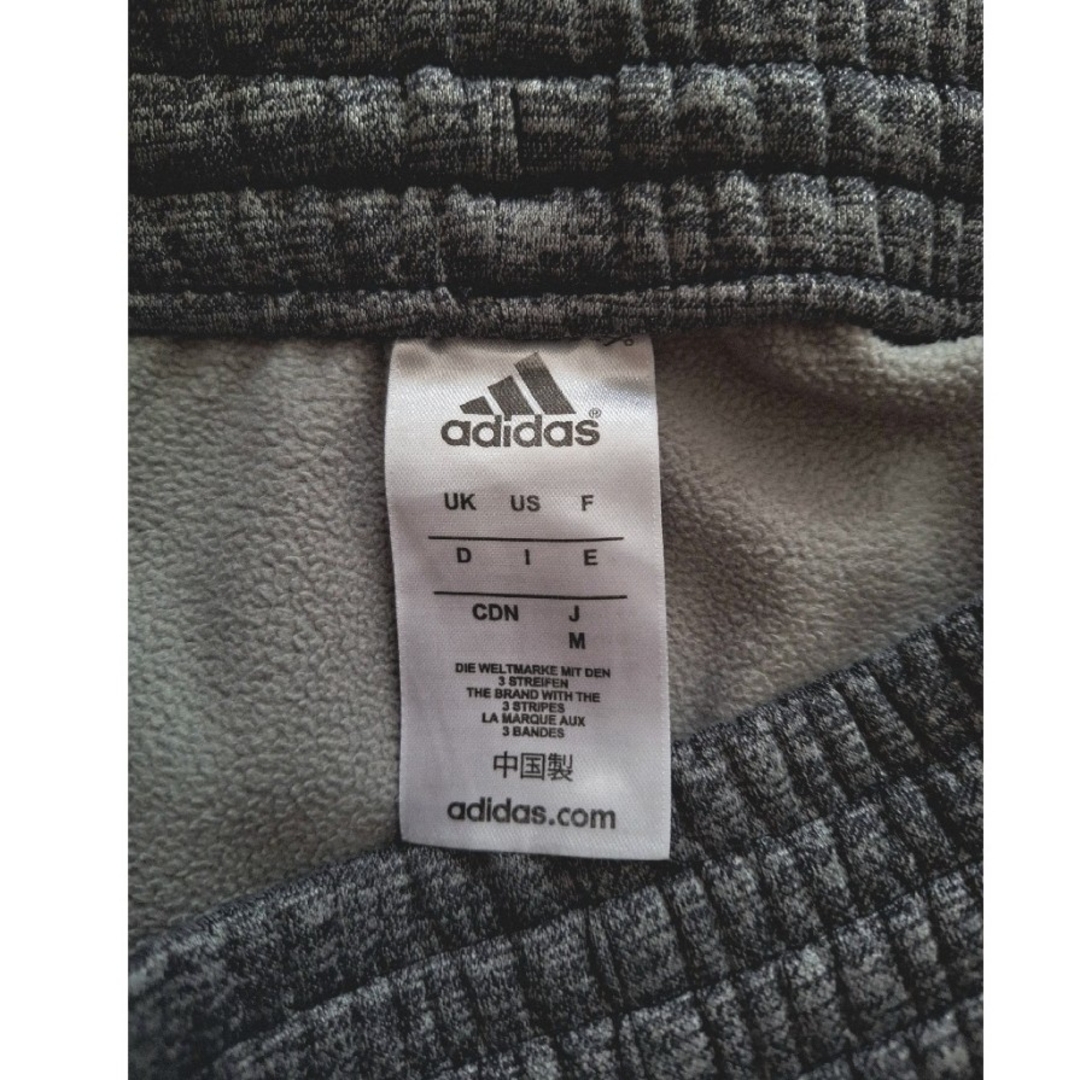 adidas®
UK US F
D I E
CDN J
M
DIE WELTMARKE MIT DEN
3 STREIFEN
THE BRAND WITH THE
3 STRIPES
LA MARQUE AUX
3 BANDES
中国製
adidas.com